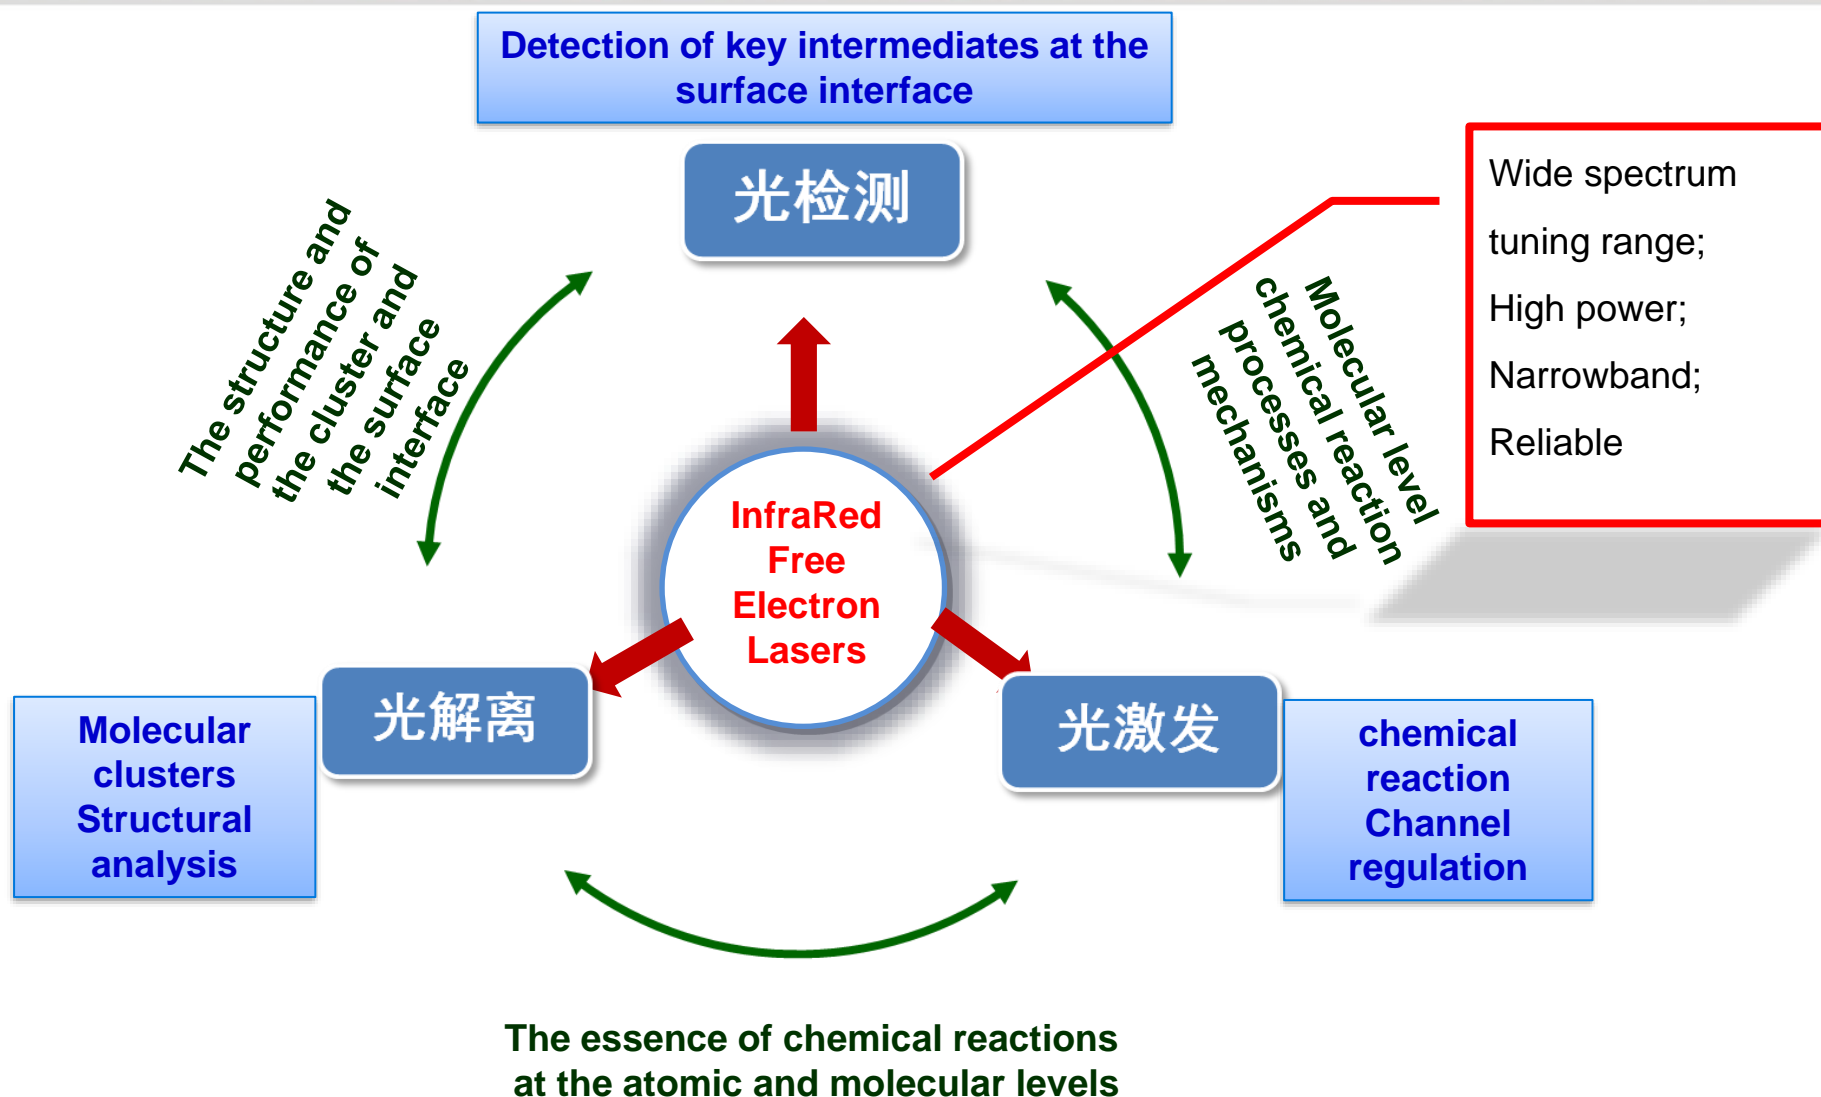 Detection of key intermediates at the
surface interface
光检测
Wide spectrum
tuning range;
High power;
Narrowband;
Reliable
The structure and
performance of
the cluster and
the surface
interface
Molecular level
chemical reaction
processes and
mechanisms
InfraRed
Free
Electron
Lasers
光解离
Molecular
clusters
Structural
analysis
光激发
chemical
reaction
Channel
regulation
The essence of chemical reactions
at the atomic and molecular levels